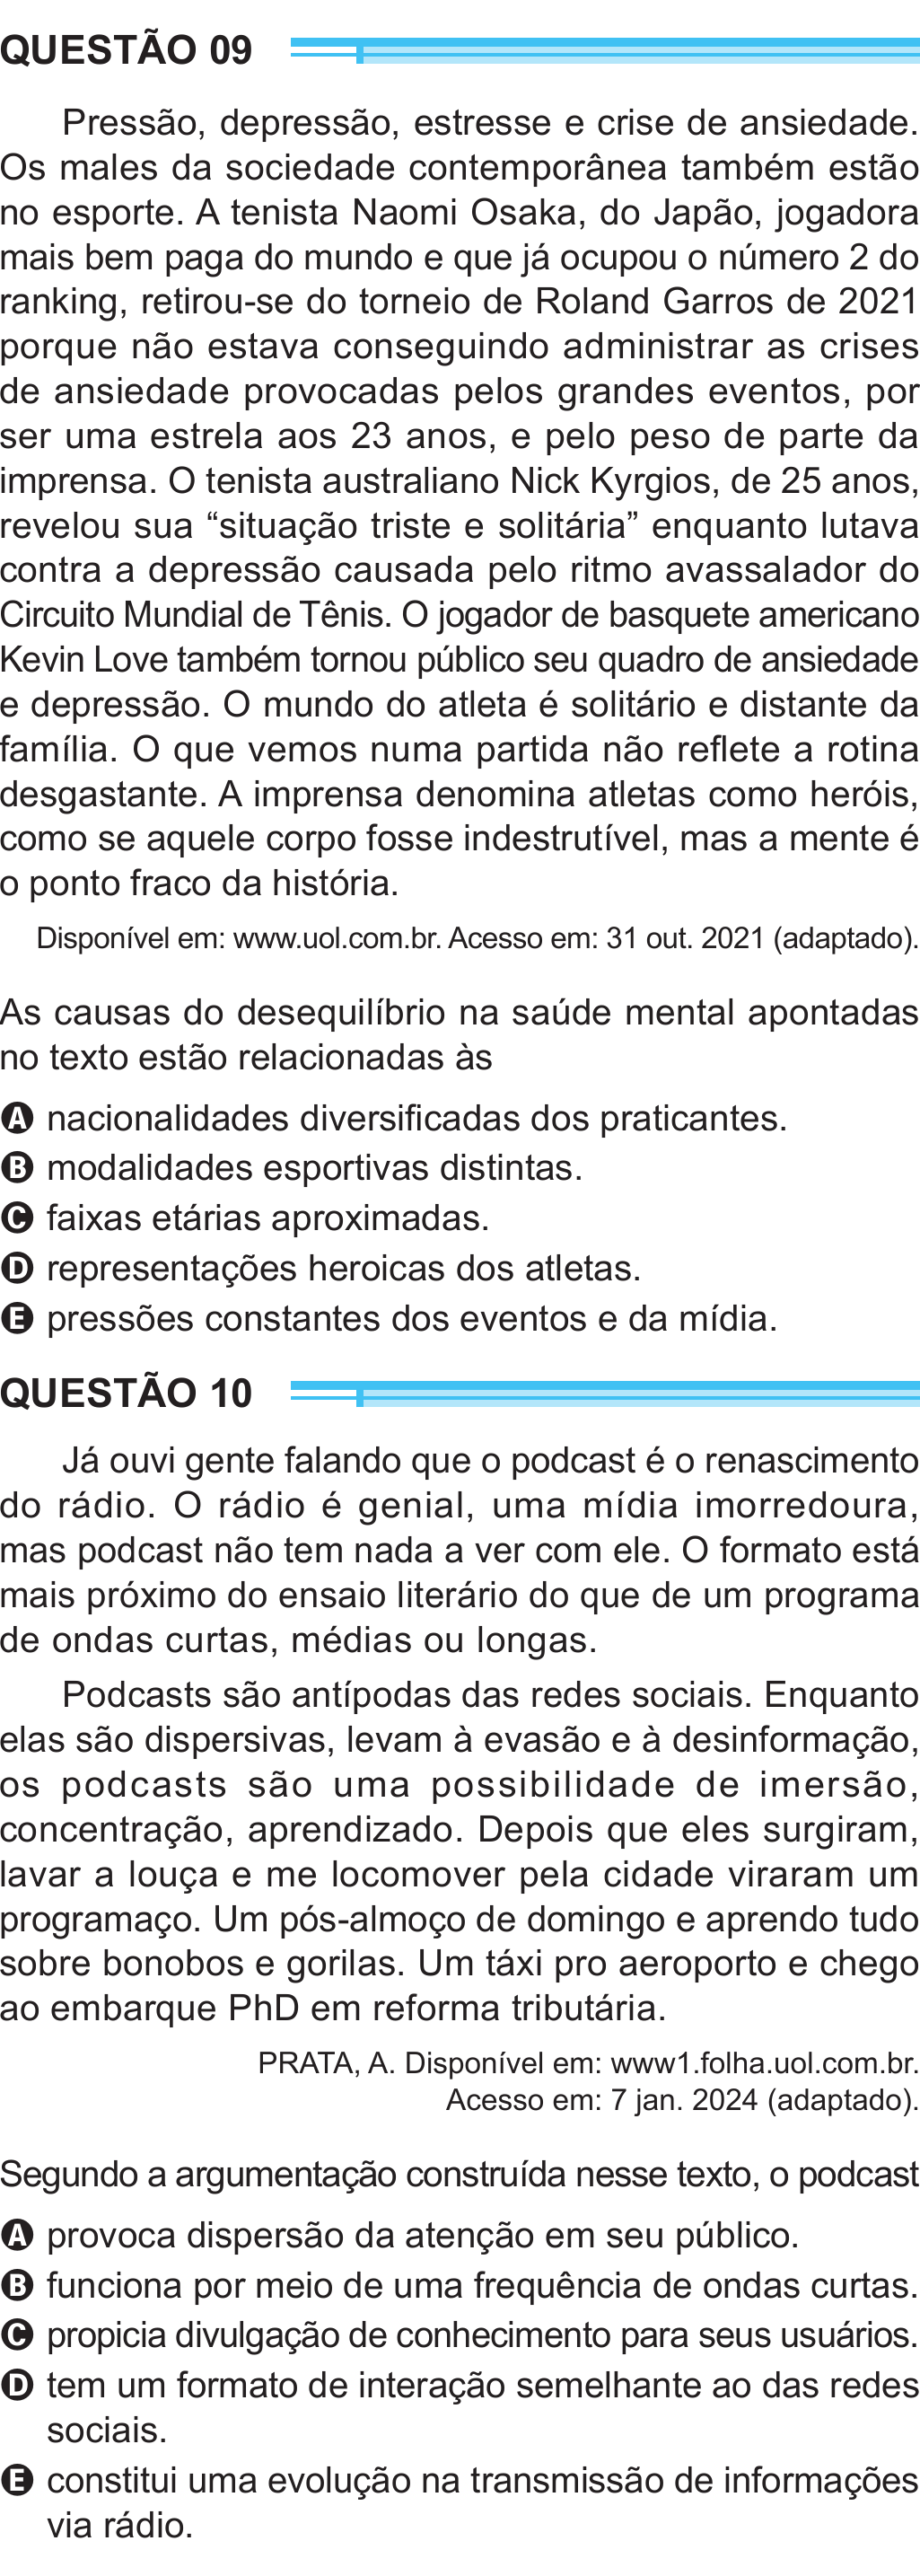 QUESTÃO 09
Pressão, depressão, estresse e crise de ansiedade.
Os males da sociedade contemporânea também estão
no esporte. A tenista Naomi Osaka, do Japão, jogadora
mais bem paga do mundo e que já ocupou o número 2 do
ranking, retirou-se do torneio de Roland Garros de 2021
porque não estava conseguindo administrar as crises
de ansiedade provocadas pelos grandes eventos, por
ser uma estrela aos 23 anos, e pelo peso de parte da
imprensa. O tenista australiano Nick Kyrgios, de 25 anos,
revelou sua “situação triste e solitária” enquanto lutava
contra a depressão causada pelo ritmo avassalador do
Circuito Mundial de Tênis. O jogador de basquete americano
Kevin Love também tornou público seu quadro de ansiedade
e depressão. O mundo do atleta é solitário e distante da
família. O que vemos numa partida não reflete a rotina
desgastante. A imprensa denomina atletas como heróis,
como se aquele corpo fosse indestrutível, mas a mente é
o ponto fraco da história.
Disponível em: www.uol.com.br. Acesso em: 31 out. 2021 (adaptado).
As causas do desequilíbrio na saúde mental apontadas
no texto estão relacionadas às
A nacionalidades diversificadas dos praticantes.
B modalidades esportivas distintas.
C faixas etárias aproximadas.
D representações heroicas dos atletas.
E pressões constantes dos eventos e da mídia.
QUESTÃO 10
Já ouvi gente falando que o podcast é o renascimento
do rádio. O rádio é genial, uma mídia imorredoura,
mas podcast não tem nada a ver com ele. O formato está
mais próximo do ensaio literário do que de um programa
de ondas curtas, médias ou longas.
Podcasts são antípodas das redes sociais. Enquanto
elas são dispersivas, levam à evasão e à desinformação,
os podcasts são uma possibilidade de imersão,
concentração, aprendizado. Depois que eles surgiram,
lavar a louça e me locomover pela cidade viraram um
programaço. Um pós-almoço de domingo e aprendo tudo
sobre bonobos e gorilas. Um táxi pro aeroporto e chego
ao embarque PhD em reforma tributária.
PRATA, A. Disponível em: www1.folha.uol.com.br.
Acesso em: 7 jan. 2024 (adaptado).
Segundo a argumentação construída nesse texto, o podcast
A provoca dispersão da atenção em seu público.
B funciona por meio de uma frequência de ondas curtas.
C propicia divulgação de conhecimento para seus usuários.
D tem um formato de interação semelhante ao das redes
sociais.
E constitui uma evolução na transmissão de informações
via rádio.